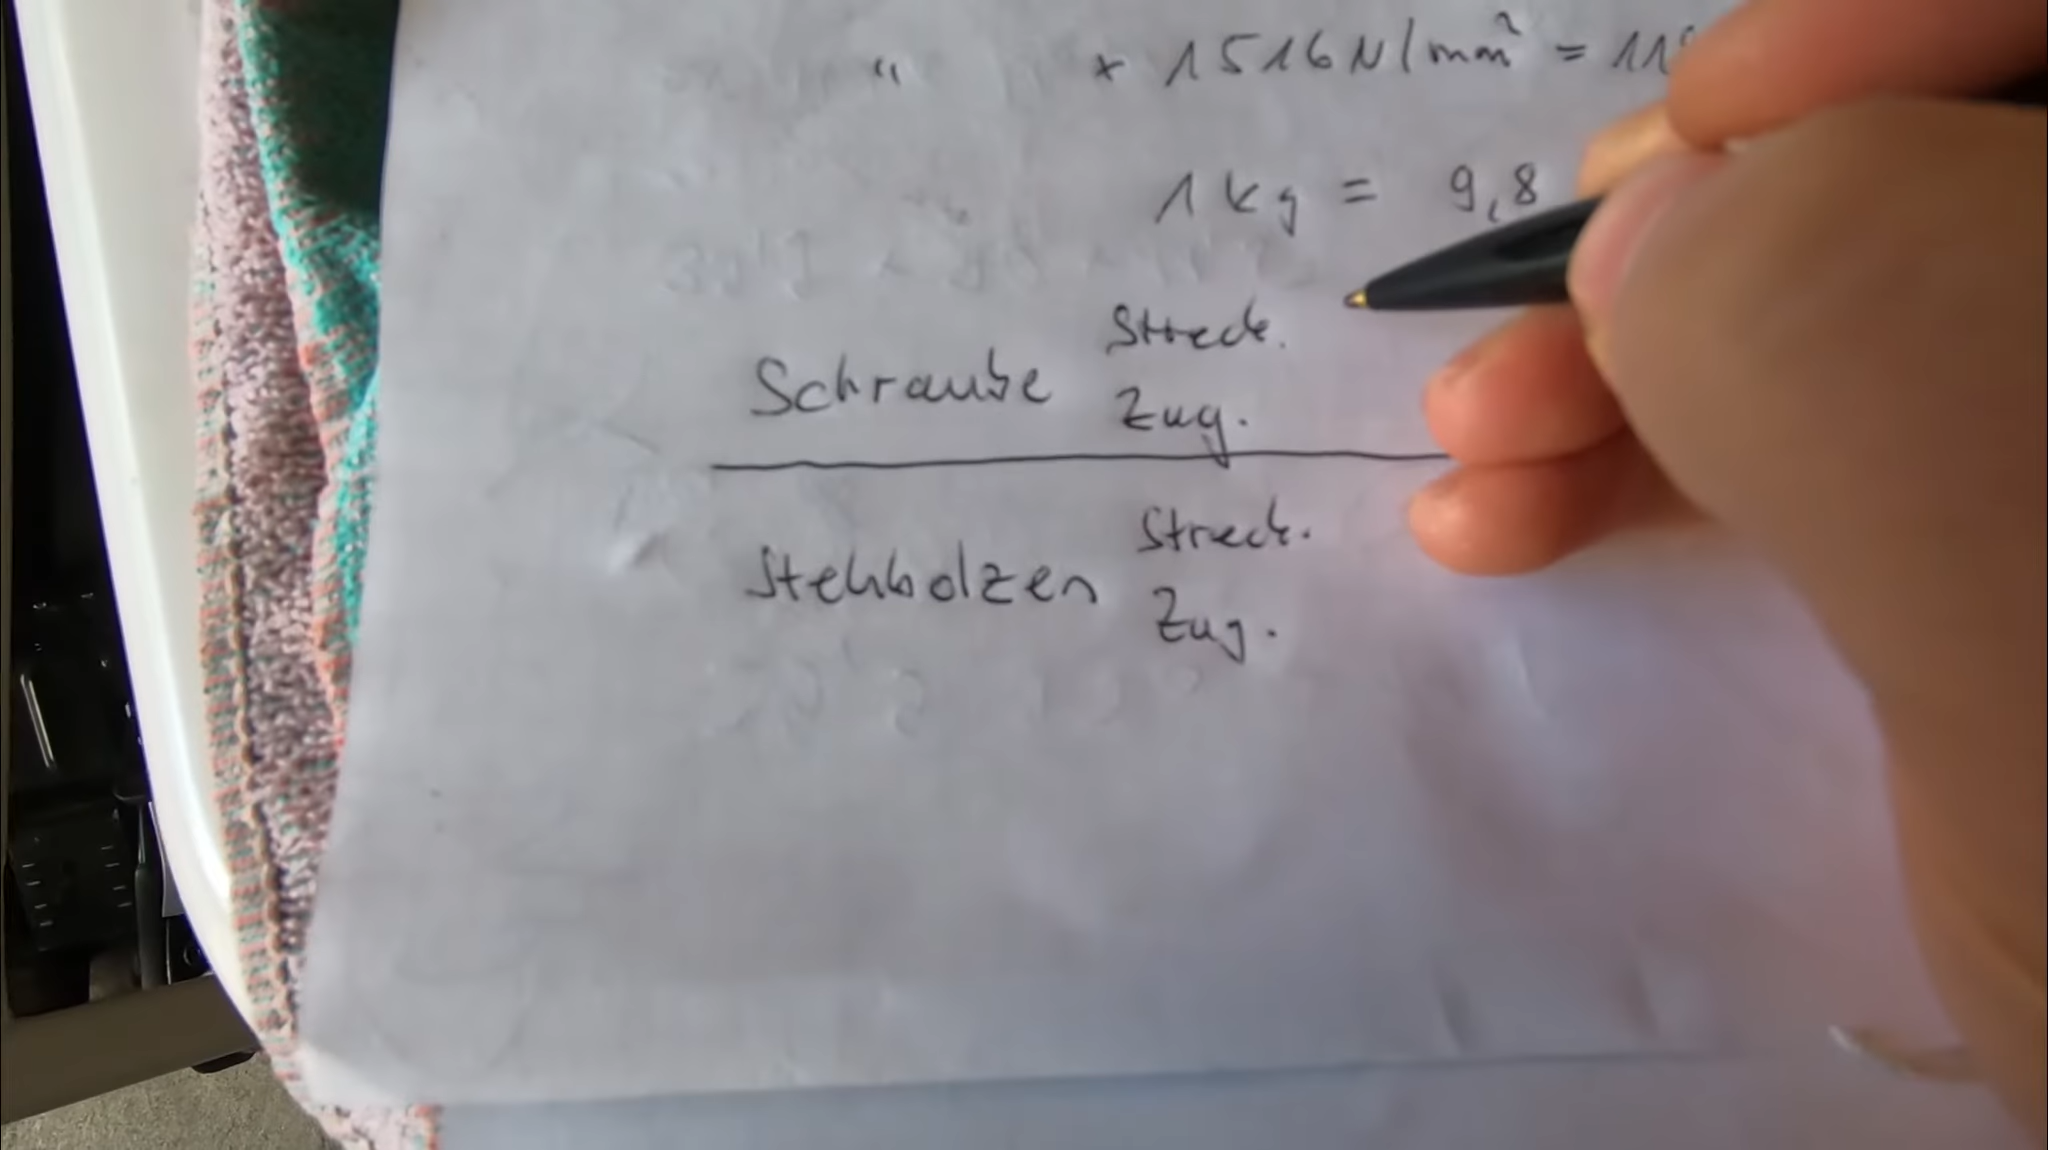 " × 1516 N/mm² = 11
1 kg = 9,8
Schraube Streck.
Zug.
Stehbolzen Streck.
Zug.